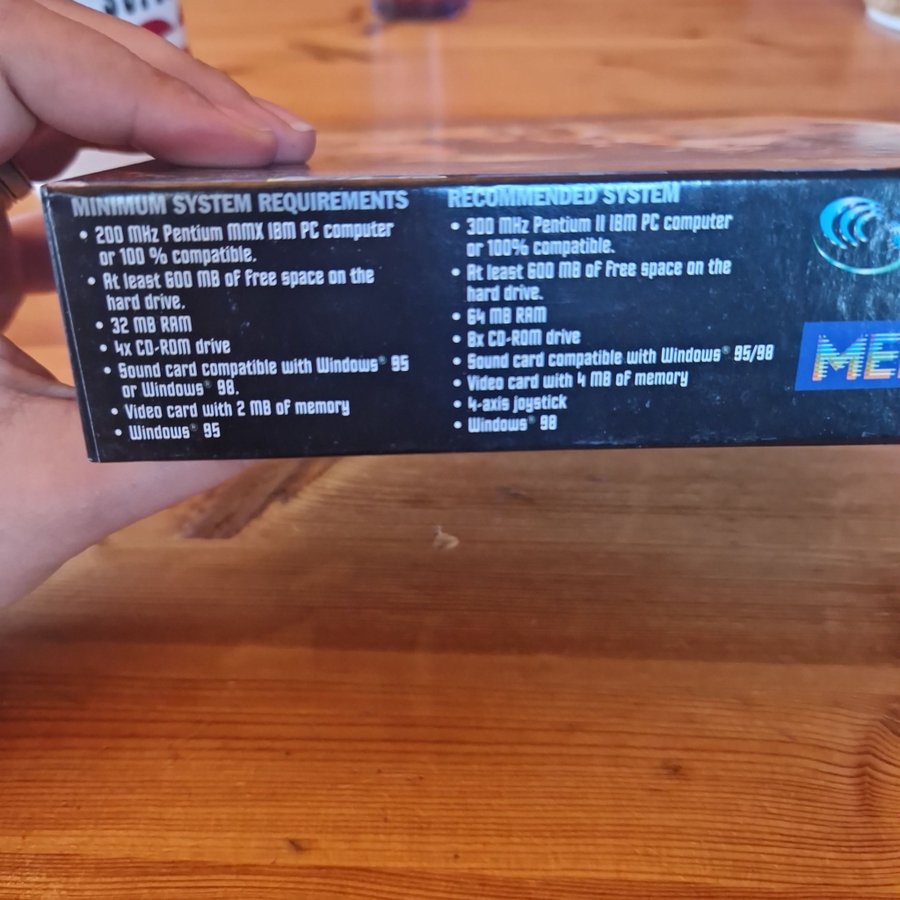 MINIMUM SYSTEM REQUIREMENTS
• 200 MHz Pentium MMX IBM PC computer
or 100 % compatible.
• At least 600 MB of free space on the
hard drive.
• 32 MB RAM
• 4x CD-ROM drive
• Sound card compatible with Windows® 95
or Windows® 98.
• Video card with 2 MB of memory
• Windows® 95
RECOMMENDED SYSTEM
• 300 MHz Pentium II IBM PC computer
or 100% compatible.
• At least 600 MB of free space on the
hard drive.
• 64 MB RAM
• 8x CD-ROM drive
• Sound card compatible with Windows® 95/98
• Video card with 4 MB of memory
• 4-axis joystick
• Windows® 98